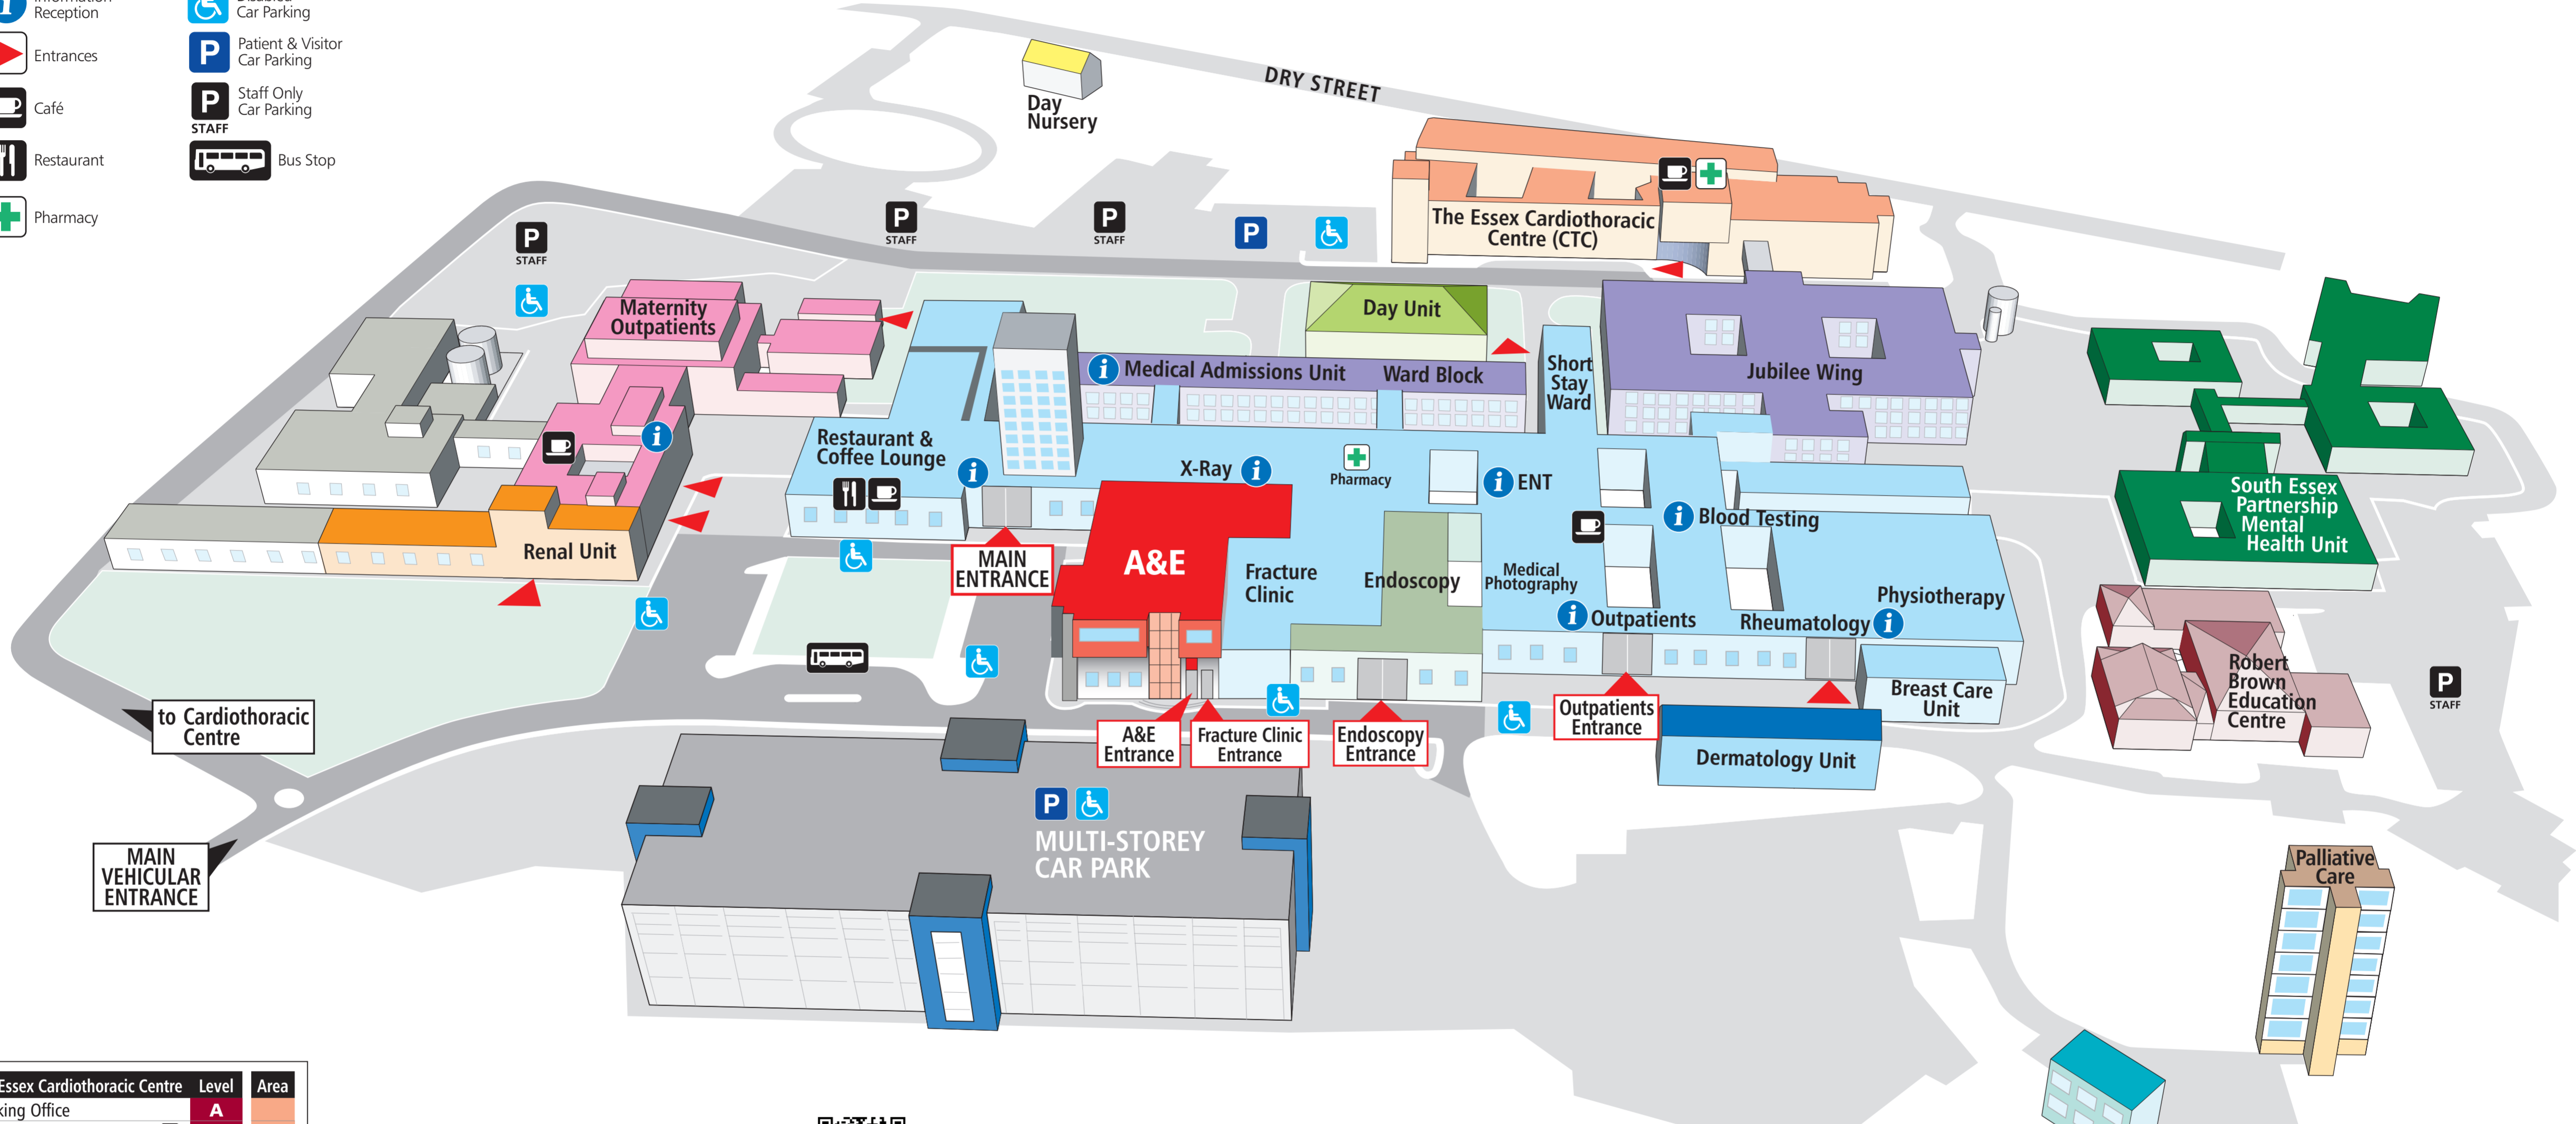 Reception
Entrances
Café
Restaurant
Pharmacy
Disabled
Car Parking
P
Patient & Visitor
Car Parking
P
STAFF
Staff Only
Car Parking
Bus Stop
Day
Nursery
DRY STREET
P
STAFF
P
STAFF
P
STAFF
P
The Essex Cardiothoracic
Centre (CTC)
Maternity
Outpatients
Day Unit
i
Medical Admissions Unit
Ward Block
Short
Stay
Ward
Jubilee Wing
i
Restaurant &
Coffee Lounge
i
X-Ray i
Pharmacy
i ENT
i Blood Testing
South Essex
Partnership
Mental
Health Unit
Renal Unit
MAIN
ENTRANCE
A&E
Fracture
Clinic
Endoscopy
Medical
Photography
i Outpatients
Rheumatology i
Physiotherapy
Breast Care
Unit
Robert
Brown
Education
Centre
P
STAFF
to Cardiothoracic
Centre
A&E
Entrance
Fracture Clinic
Entrance
Endoscopy
Entrance
Outpatients
Entrance
Dermatology Unit
P
MULTI-STOREY
CAR PARK
MAIN
VEHICULAR
ENTRANCE
Palliative
Care
Essex Cardiothoracic Centre Level Area
king Office A